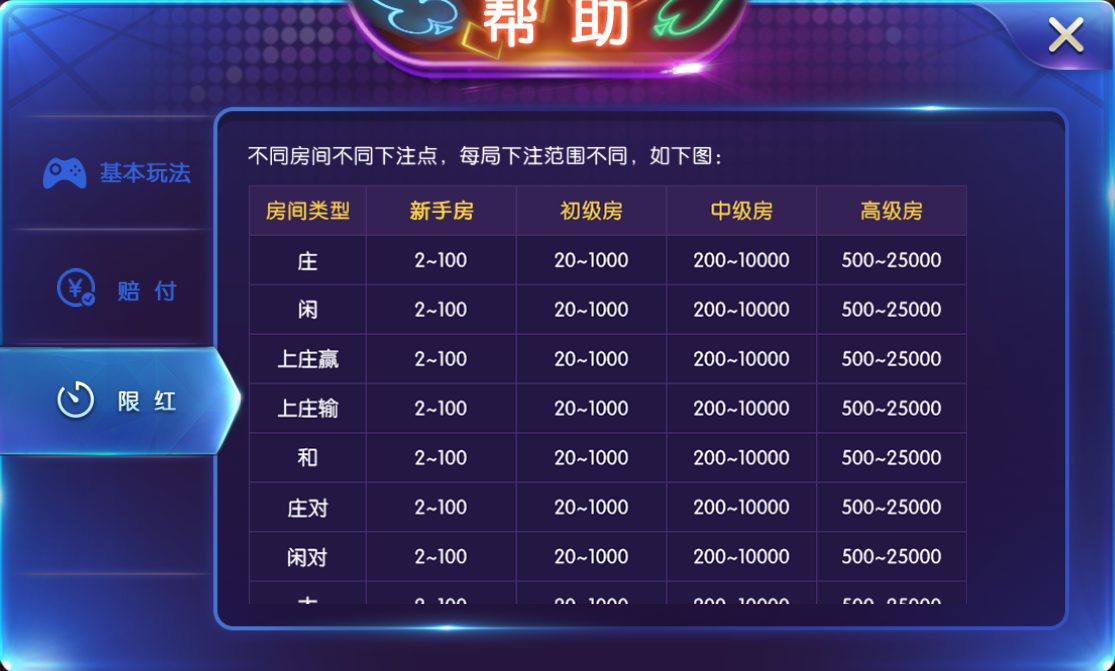 帮助
基本玩法
赔付
限红
不同房间不同下注点，每局下注范围不同，如下图：
房间类型 新手房 初级房 中级房 高级房
庄 2~100 20~1000 200~10000 500~25000
闲 2~100 20~1000 200~10000 500~25000
上庄赢 2~100 20~1000 200~10000 500~25000
上庄输 2~100 20~1000 200~10000 500~25000
和 2~100 20~1000 200~10000 500~25000
庄对 2~100 20~1000 200~10000 500~25000
闲对 2~100 20~1000 200~10000 500~25000